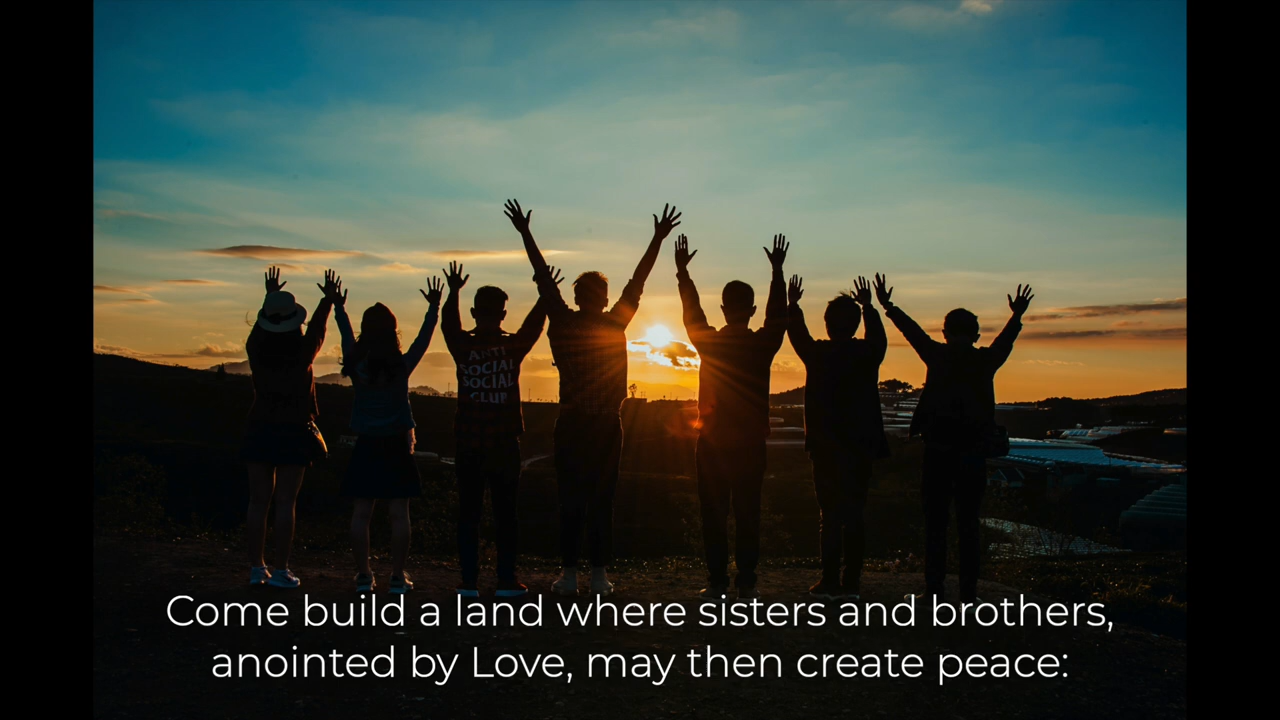 ANTI
SOCIAL
SOCIAL
CLUB
Come build a land where sisters and brothers,
anointed by Love, may then create peace: